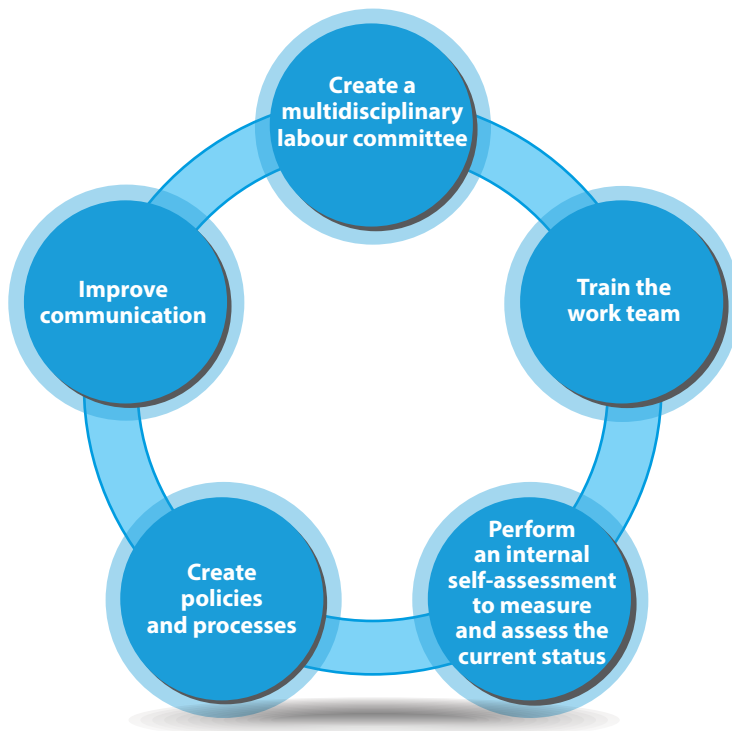 Create a
multidisciplinary
labour committee
Train the
work team
Perform
an internal
self-assessment
to measure
and assess the
current status
Create
policies
and processes
Improve
communication